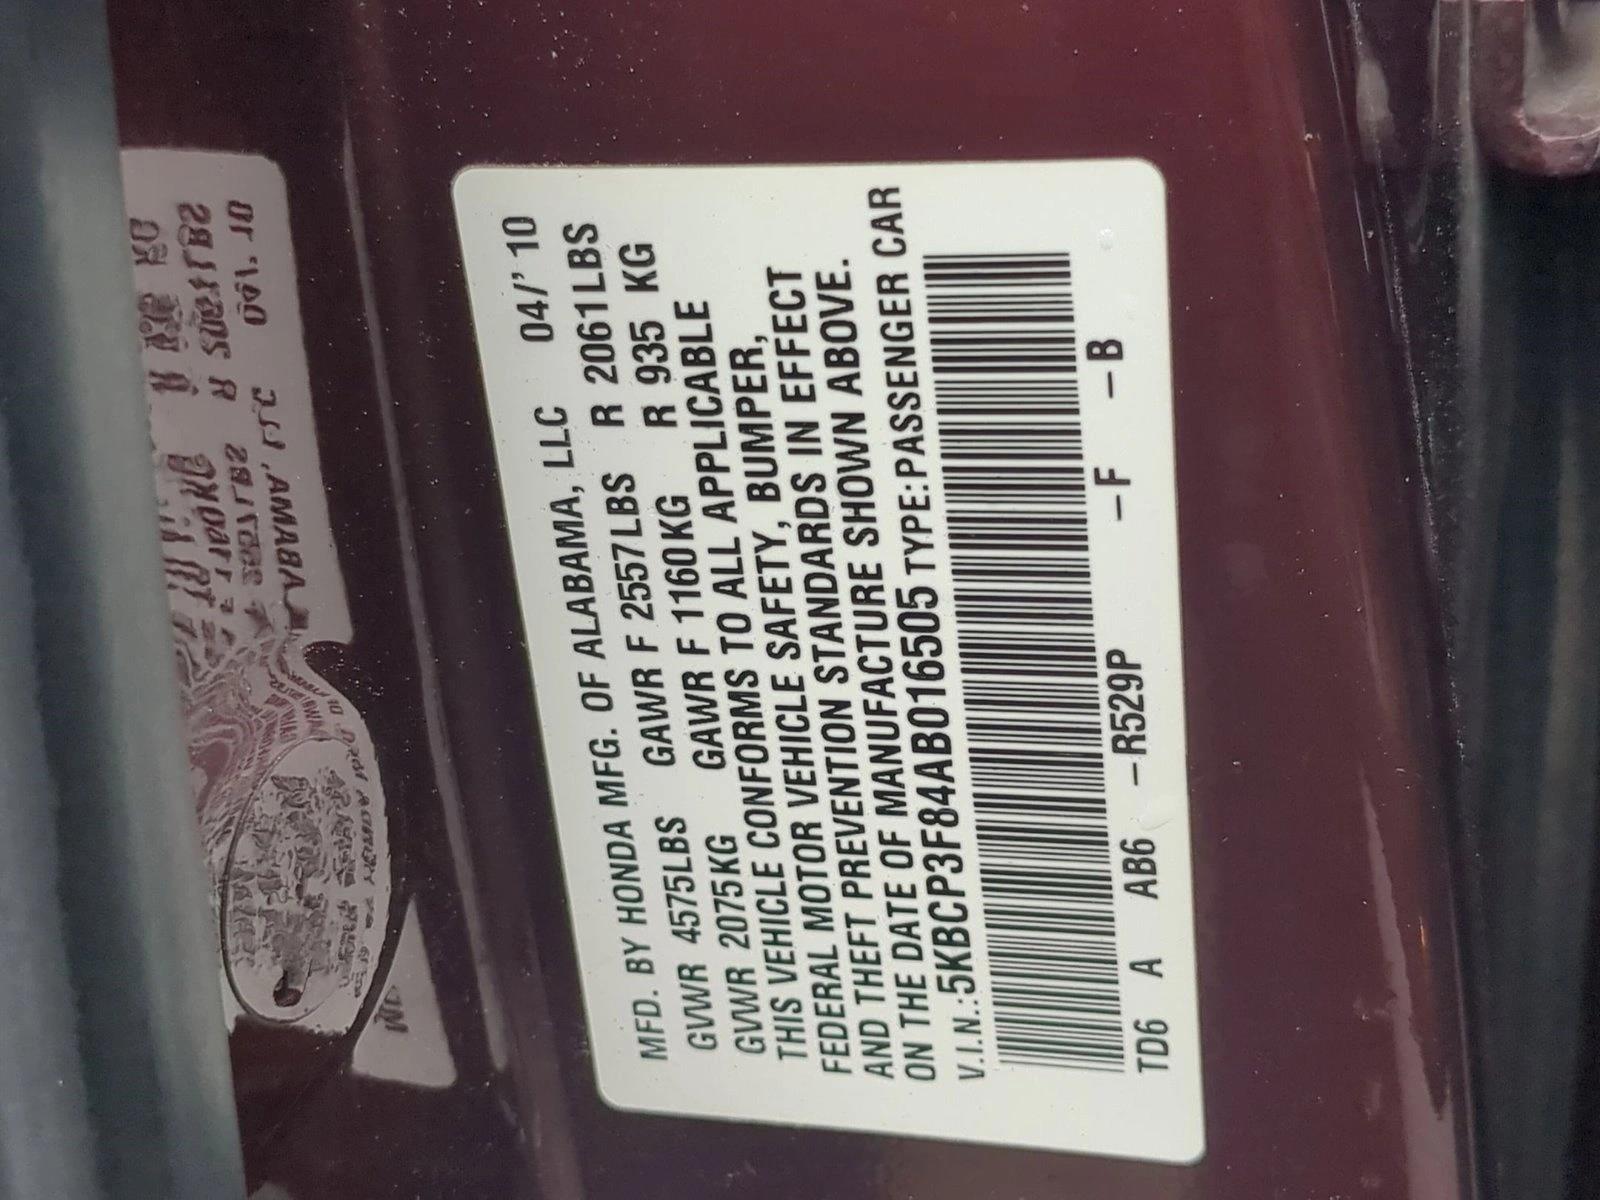 MFD. BY HONDA MFG. OF ALABAMA, LLC 04/' 10
GVWR 4575LBS GAWR F 2557LBS R 2061LBS
GVWR 2075KG GAWR F 1160KG R 935 KG
THIS VEHICLE CONFORMS TO ALL APPLICABLE
FEDERAL MOTOR VEHICLE SAFETY, BUMPER,
AND THEFT PREVENTION STANDARDS IN EFFECT
ON THE DATE OF MANUFACTURE SHOWN ABOVE.
V.I.N.:5KBCP3F84AB016505 TYPE:PASSENGER CAR
TD6 A AB6 –R529P –F –B